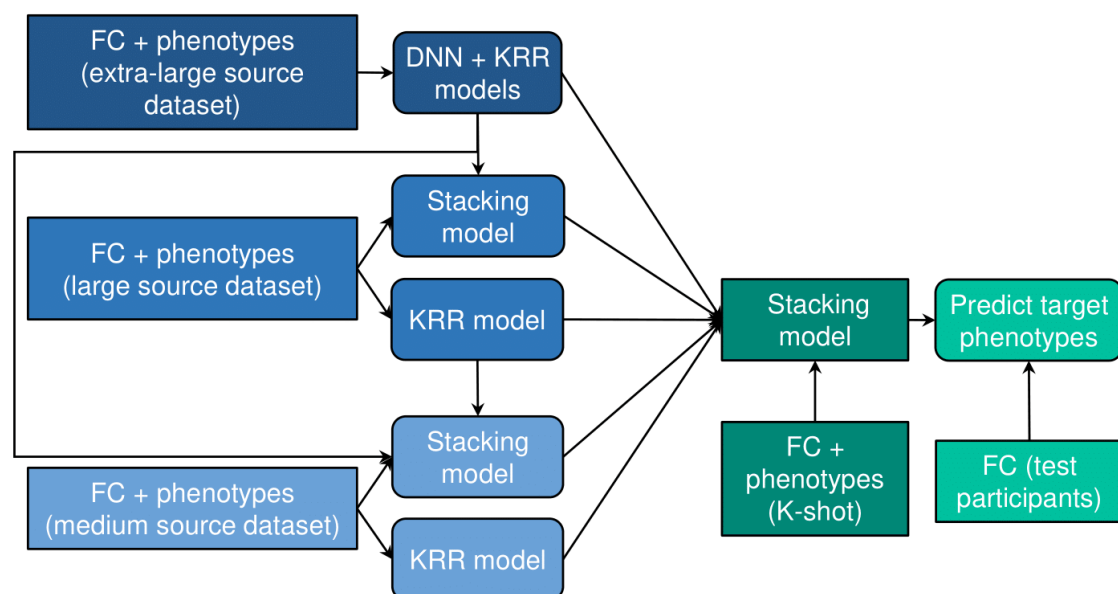 FC + phenotypes
(extra-large source
dataset)
DNN + KRR
models
Stacking
model
FC + phenotypes
(large source dataset)
KRR model
Stacking
model
Predict target
phenotypes
Stacking
model
FC + phenotypes
(medium source dataset)
KRR model
FC +
phenotypes
(K-shot)
FC (test
participants)